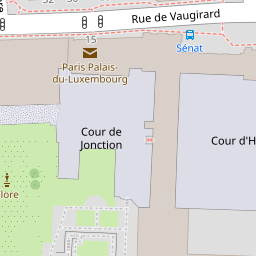 Rue de Vaugirard
15
Sénat
Paris Palais-
du-Luxembourg
Cour de
Jonction
Cour d'H
lore